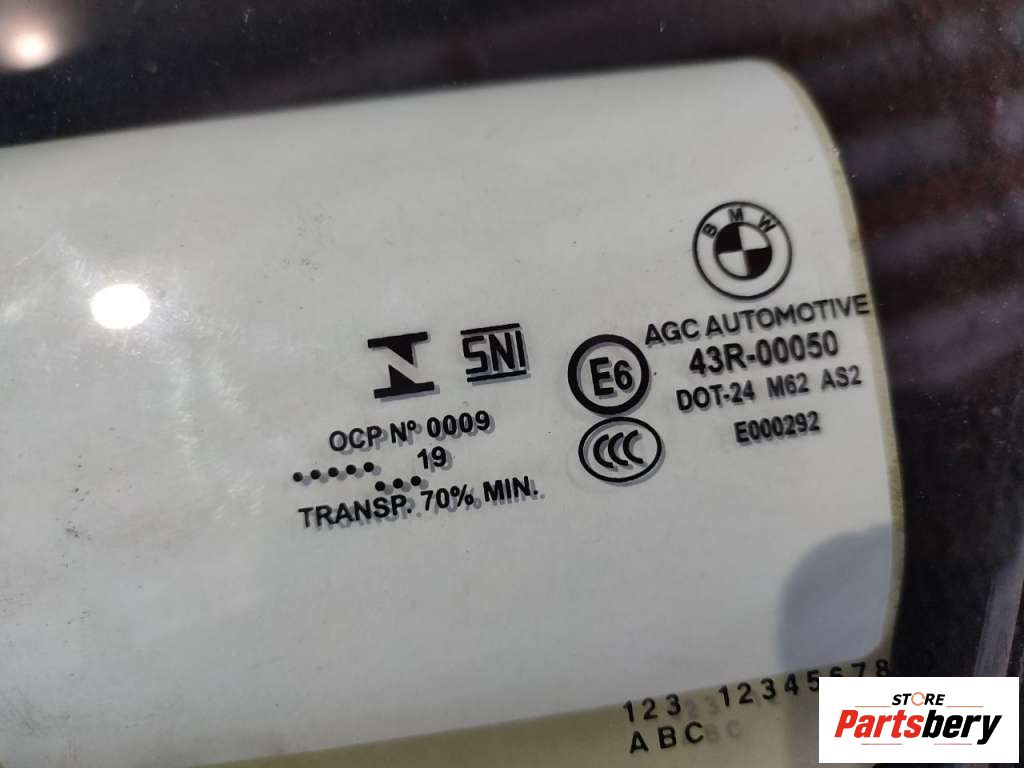 BMW
AGC AUTOMOTIVE
43R-00050
DOT-24 M62 AS2
E000292
SNI
E6
CCC
OCP Nº 0009
..... 19
...
TRANSP. 70% MIN.
123 12345678
ABC
STORE
Partsbery